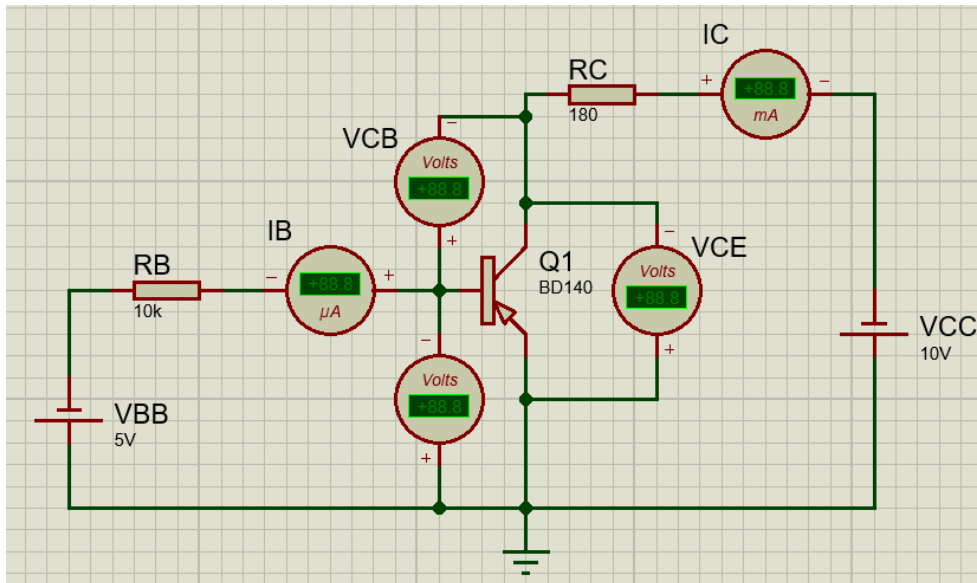 IC
+88.8
mA
RC
180
VCB
Volts
+88.8
IB
+88.8
µA
RB
10k
Q1
BD140
VCE
Volts
+88.8
VCC
10V
Volts
+88.8
VBB
5V